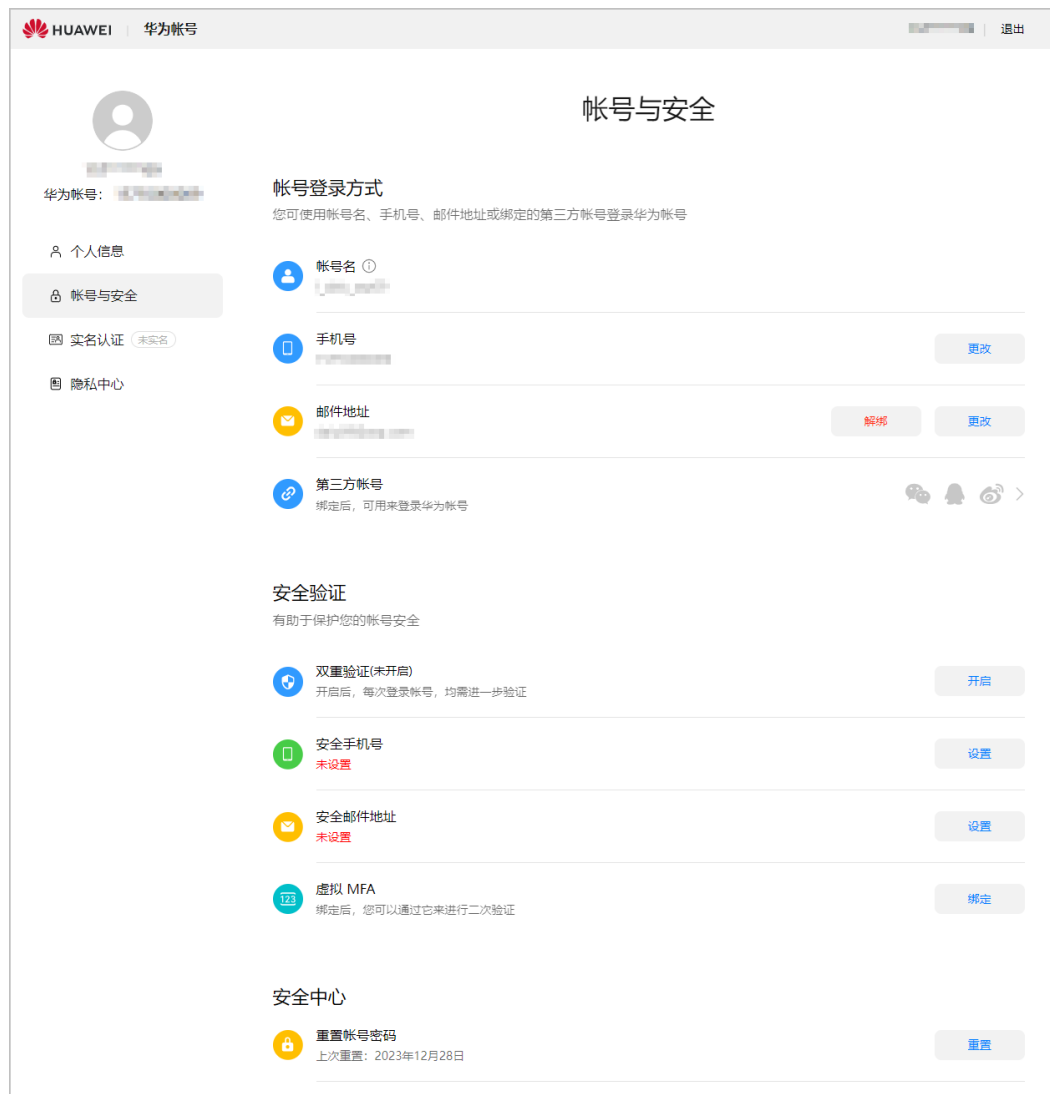 HUAWEI 华为帐号 退出
帐号与安全
华为帐号：
个人信息
帐号与安全
实名认证 未实名
隐私中心
帐号登录方式
您可使用帐号名、手机号、邮件地址或绑定的第三方帐号登录华为帐号
帐号名
手机号
更改
邮件地址
解绑 更改
第三方帐号
绑定后，可用来登录华为帐号
安全验证
有助于保护您的帐号安全
双重验证(未开启)
开启后，每次登录帐号，均需进一步验证
开启
安全手机号
未设置
设置
安全邮件地址
未设置
设置
123
虚拟 MFA
绑定后，您可以通过它来进行二次验证
绑定
安全中心
重置帐号密码
上次重置：2023年12月28日
重置